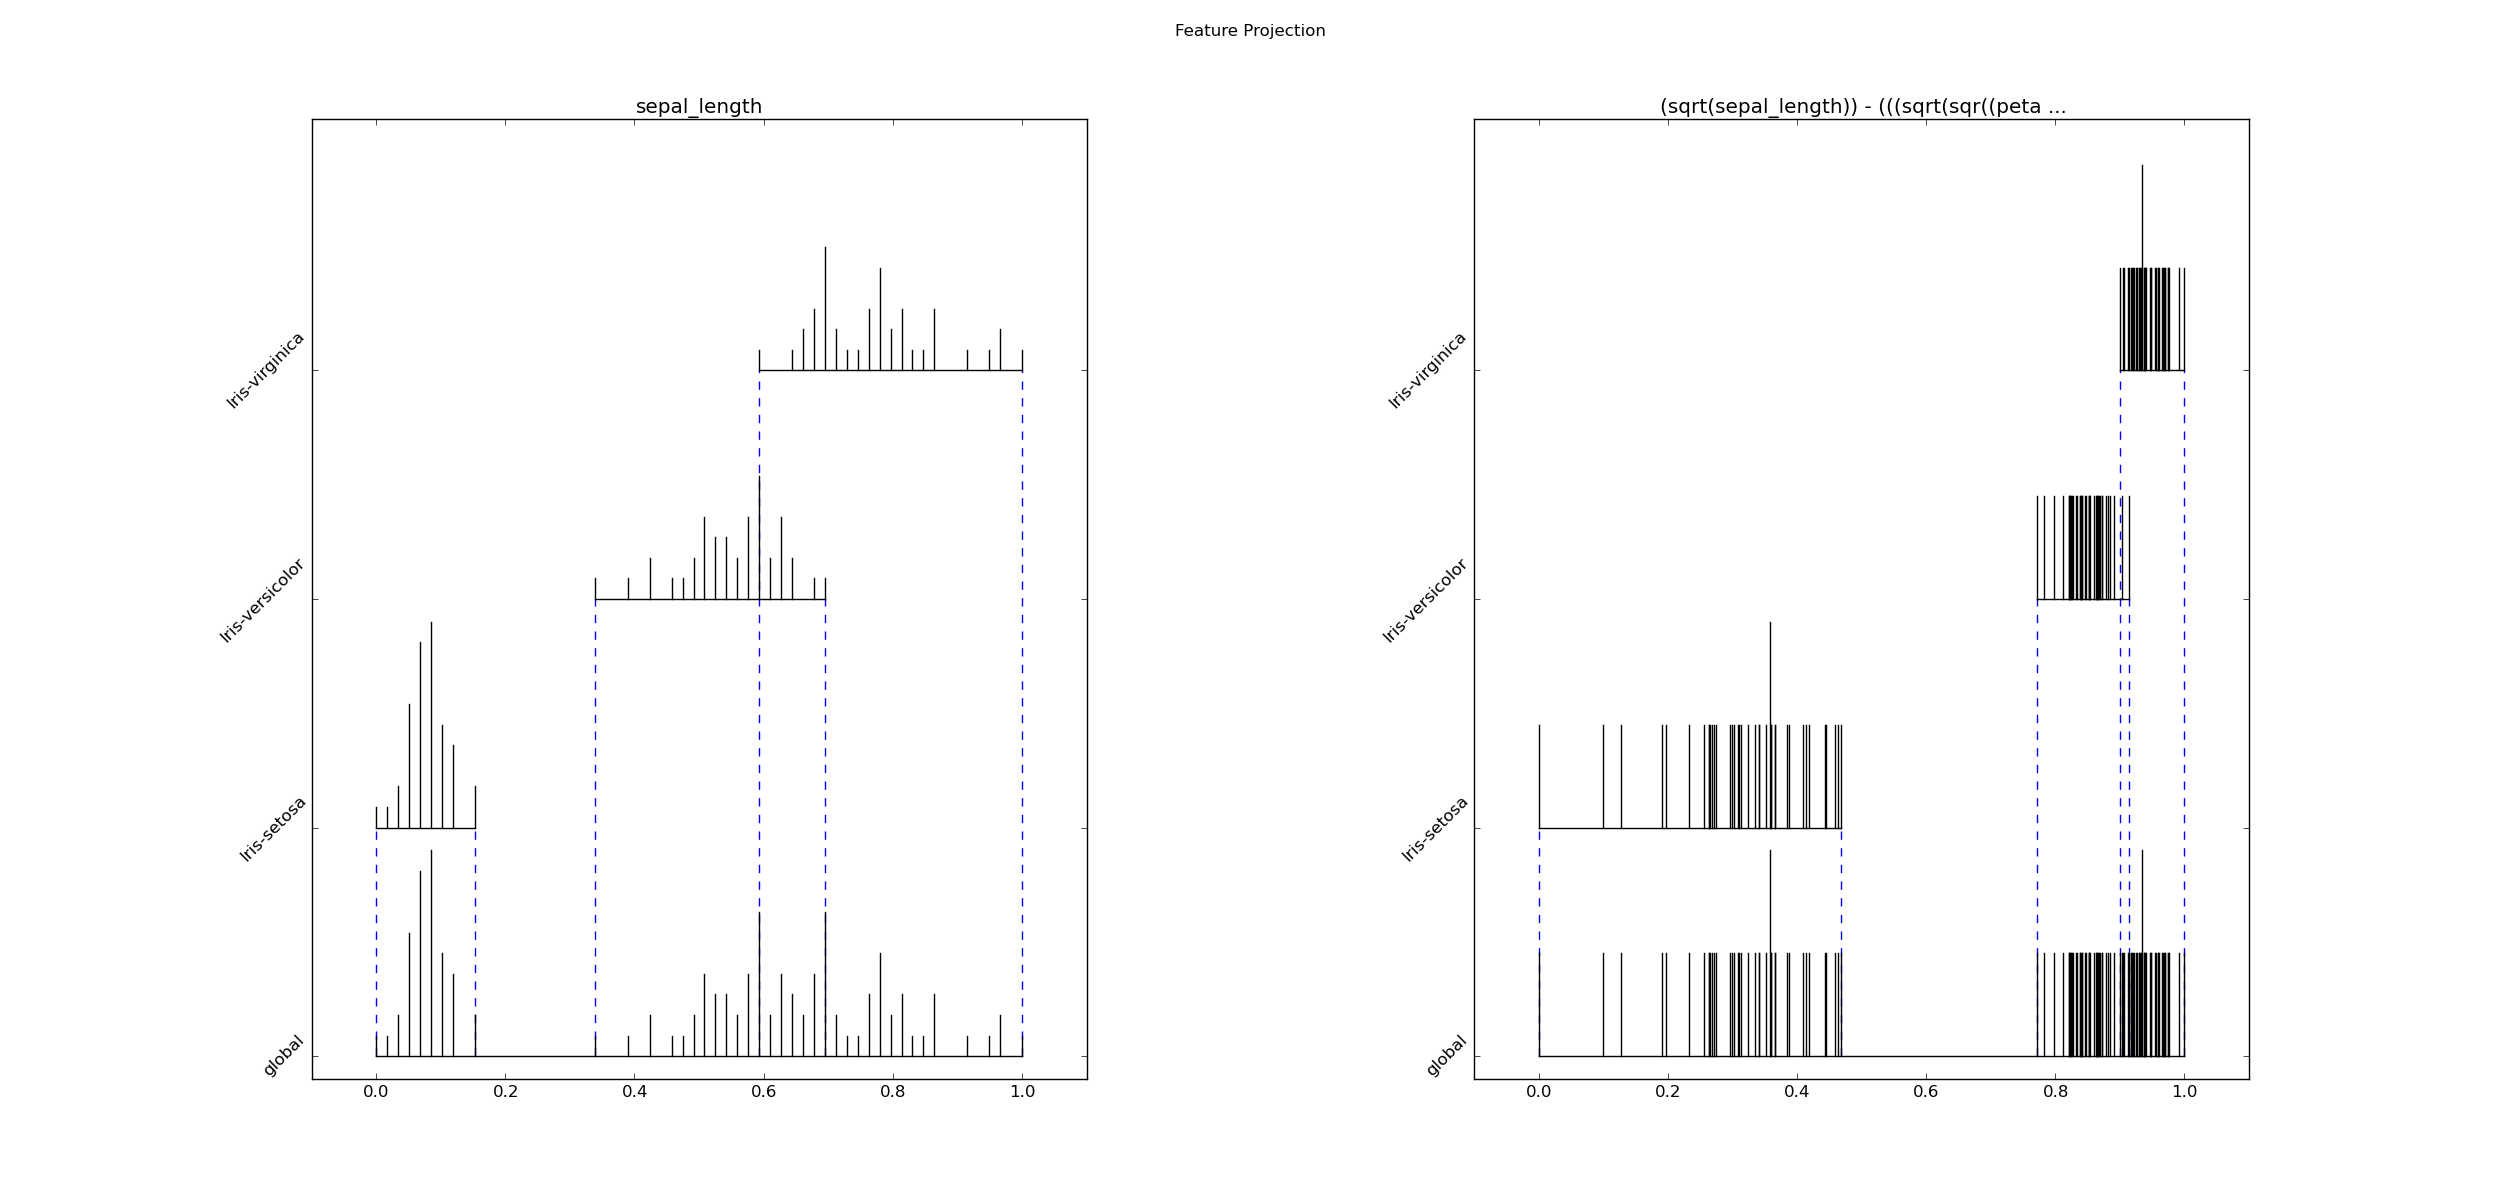 Feature Projection
sepal_length
Iris-virginica
Iris-versicolor
Iris-setosa
global
0.0 0.2 0.4 0.6 0.8 1.0
(sqrt(sepal_length)) - (((sqrt(sqr((peta ...
Iris-virginica
Iris-versicolor
Iris-setosa
global
0.0 0.2 0.4 0.6 0.8 1.0